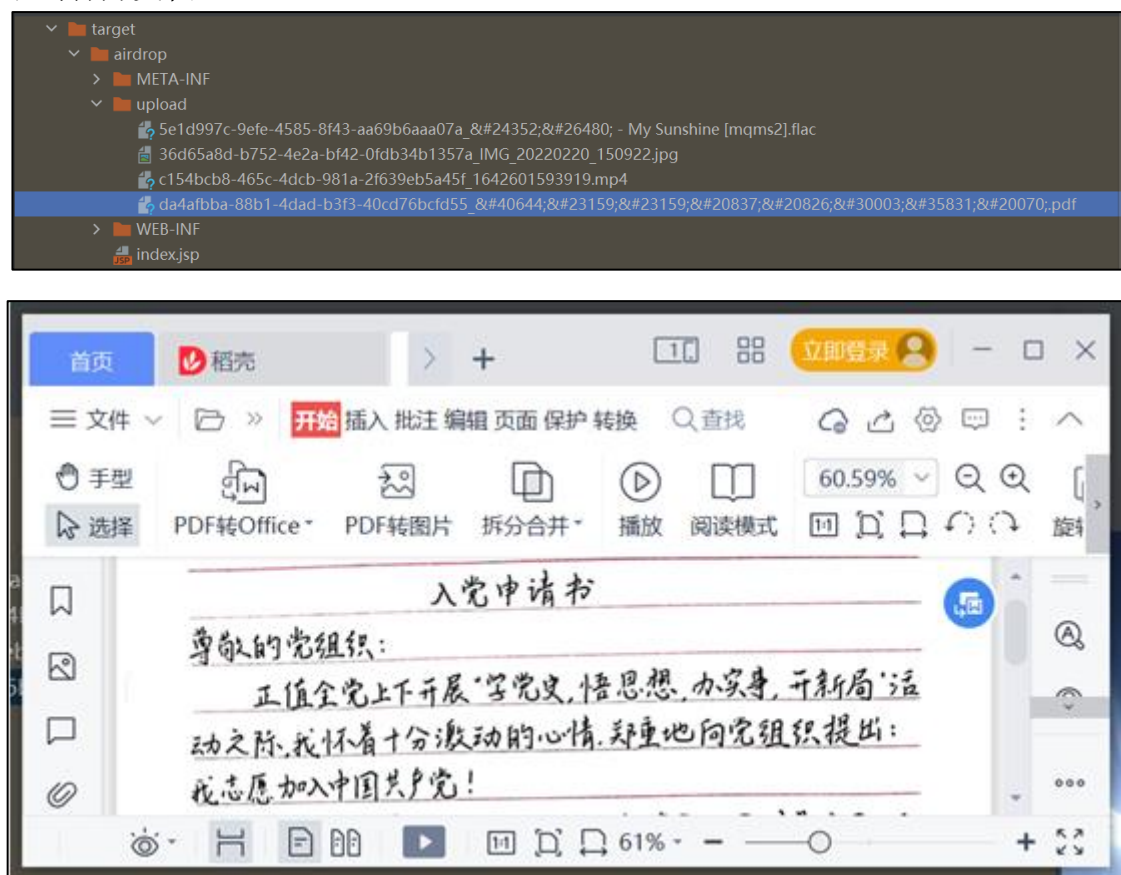 target
airdrop
META-INF
upload
5e1d997c-9efe-4585-8f43-aa69b6aaa07a_&#24352;&#26480; - My Sunshine [mqms2].flac
36d65a8d-b752-4e2a-bf42-0fdb34b1357a_IMG_20220220_150922.jpg
c154bcb8-465c-4dcb-981a-2f639eb5a45f_1642601593919.mp4
da4afbba-88b1-4dad-b3f3-40cd76bcfd55_&#40644;&#23159;&#23159;&#20837;&#20826;&#30003;&#35831;&#20070;.pdf
WEB-INF
index.jsp
首页 稻壳 立即登录
文件 开始 插入 批注 编辑 页面 保护 转换 查找
手型 60.59%
选择 PDF转Office PDF转图片 拆分合并 播放 阅读模式 旋转
入党申请书
尊敬的党组织:
正值全党上下开展“学党史,悟思想,办实事,开新局”活
动之际,我怀着十分激动的心情,郑重地向党组织提出:
我志愿加入中国共产党!
61%